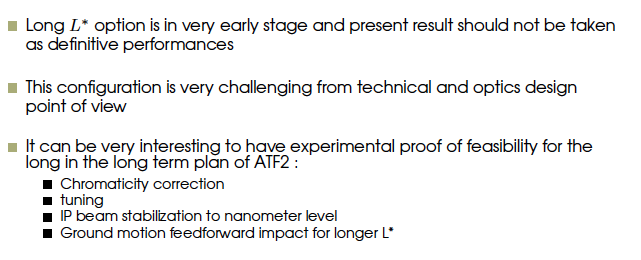 Long L* option is in very early stage and present result should not be taken
as definitive performances
This configuration is very challenging from technical and optics design
point of view
It can be very interesting to have experimental proof of feasibility for the
long in the long term plan of ATF2 :
Chromaticity correction
tuning
IP beam stabilization to nanometer level
Ground motion feedforward impact for longer L*